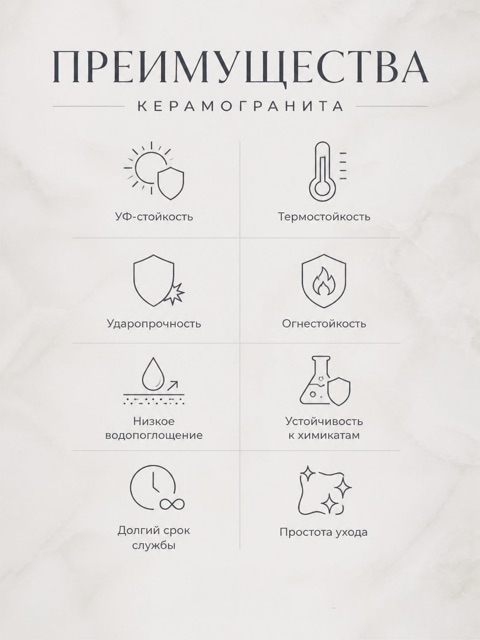 ПРЕИМУЩЕСТВА
КЕРАМОГРАНИТА
УФ-стойкость
Термостойкость
Ударопрочность
Огнестойкость
Низкое
водопоглощение
Устойчивость
к химикатам
Долгий срок
службы
Простота ухода